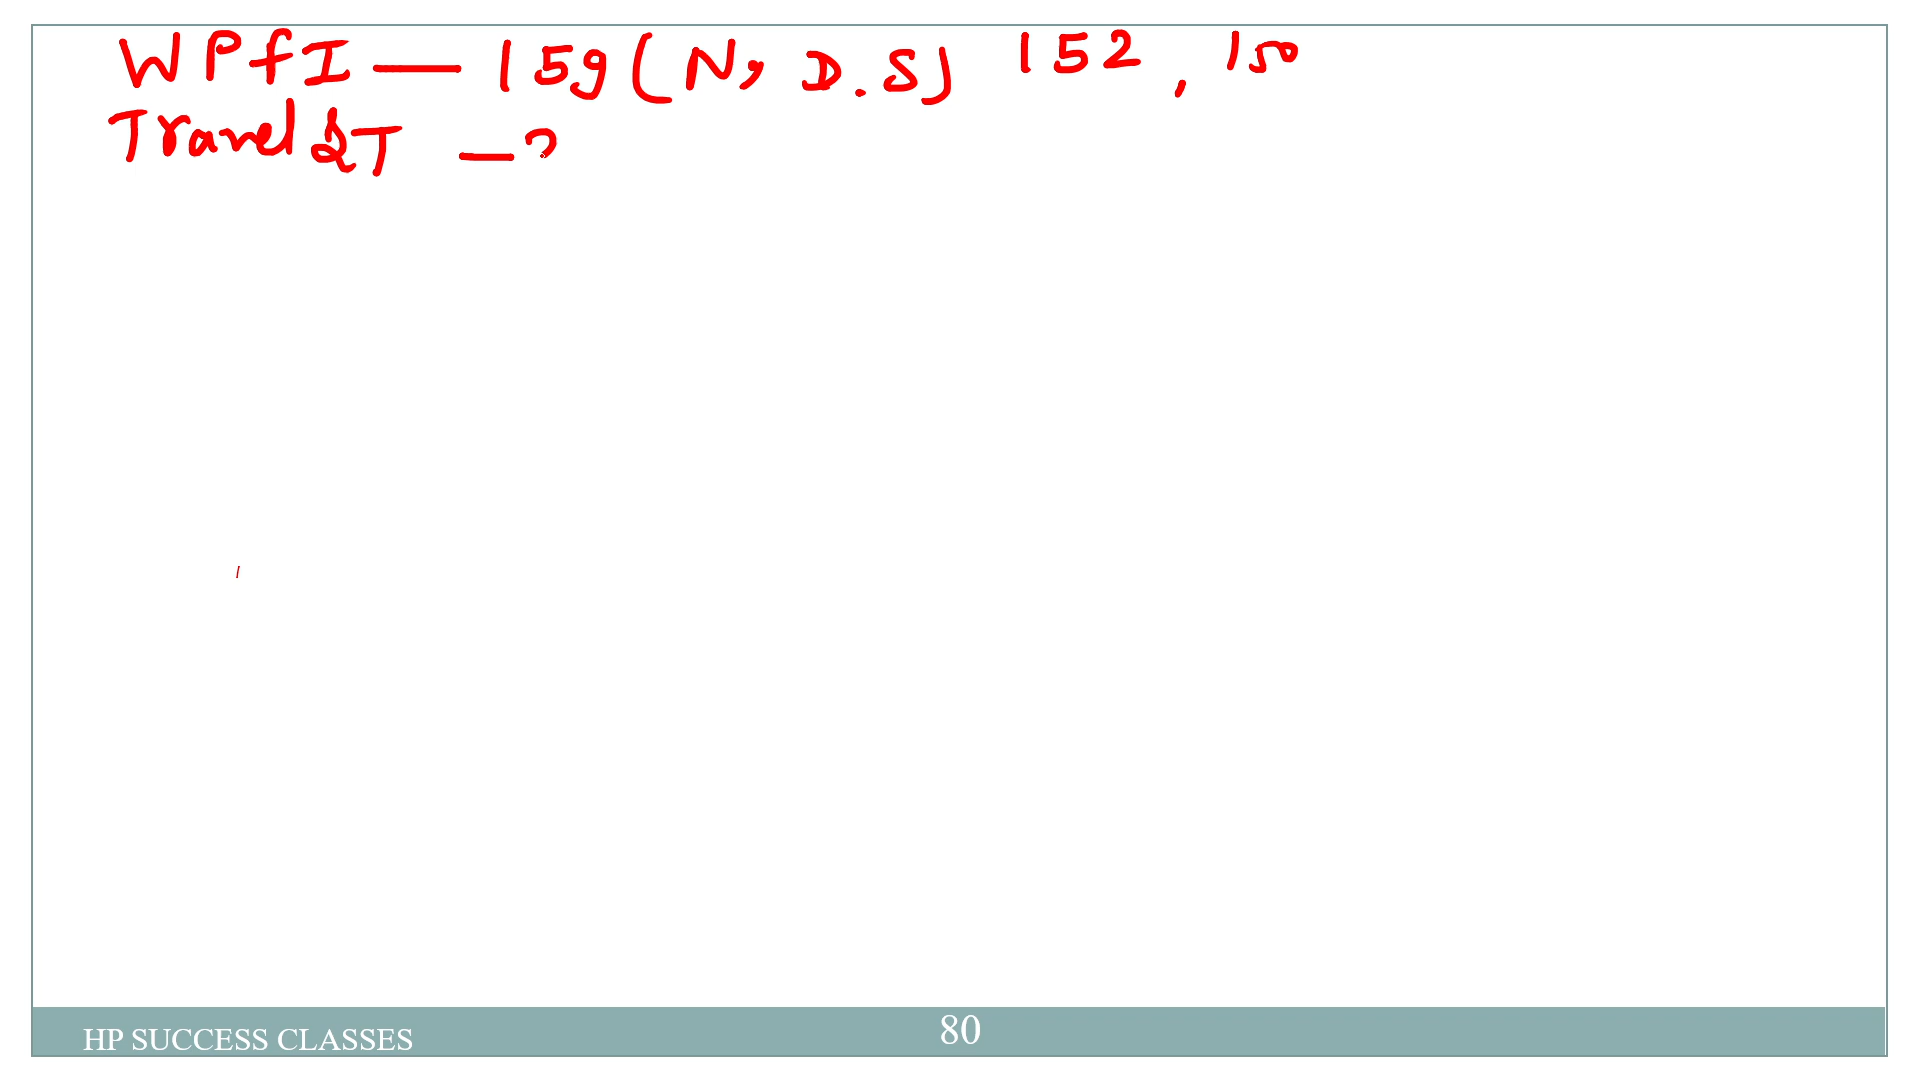 WPfI — 159 (N, D.S) 152, 150
Travel & T — ?
HP SUCCESS CLASSES
80